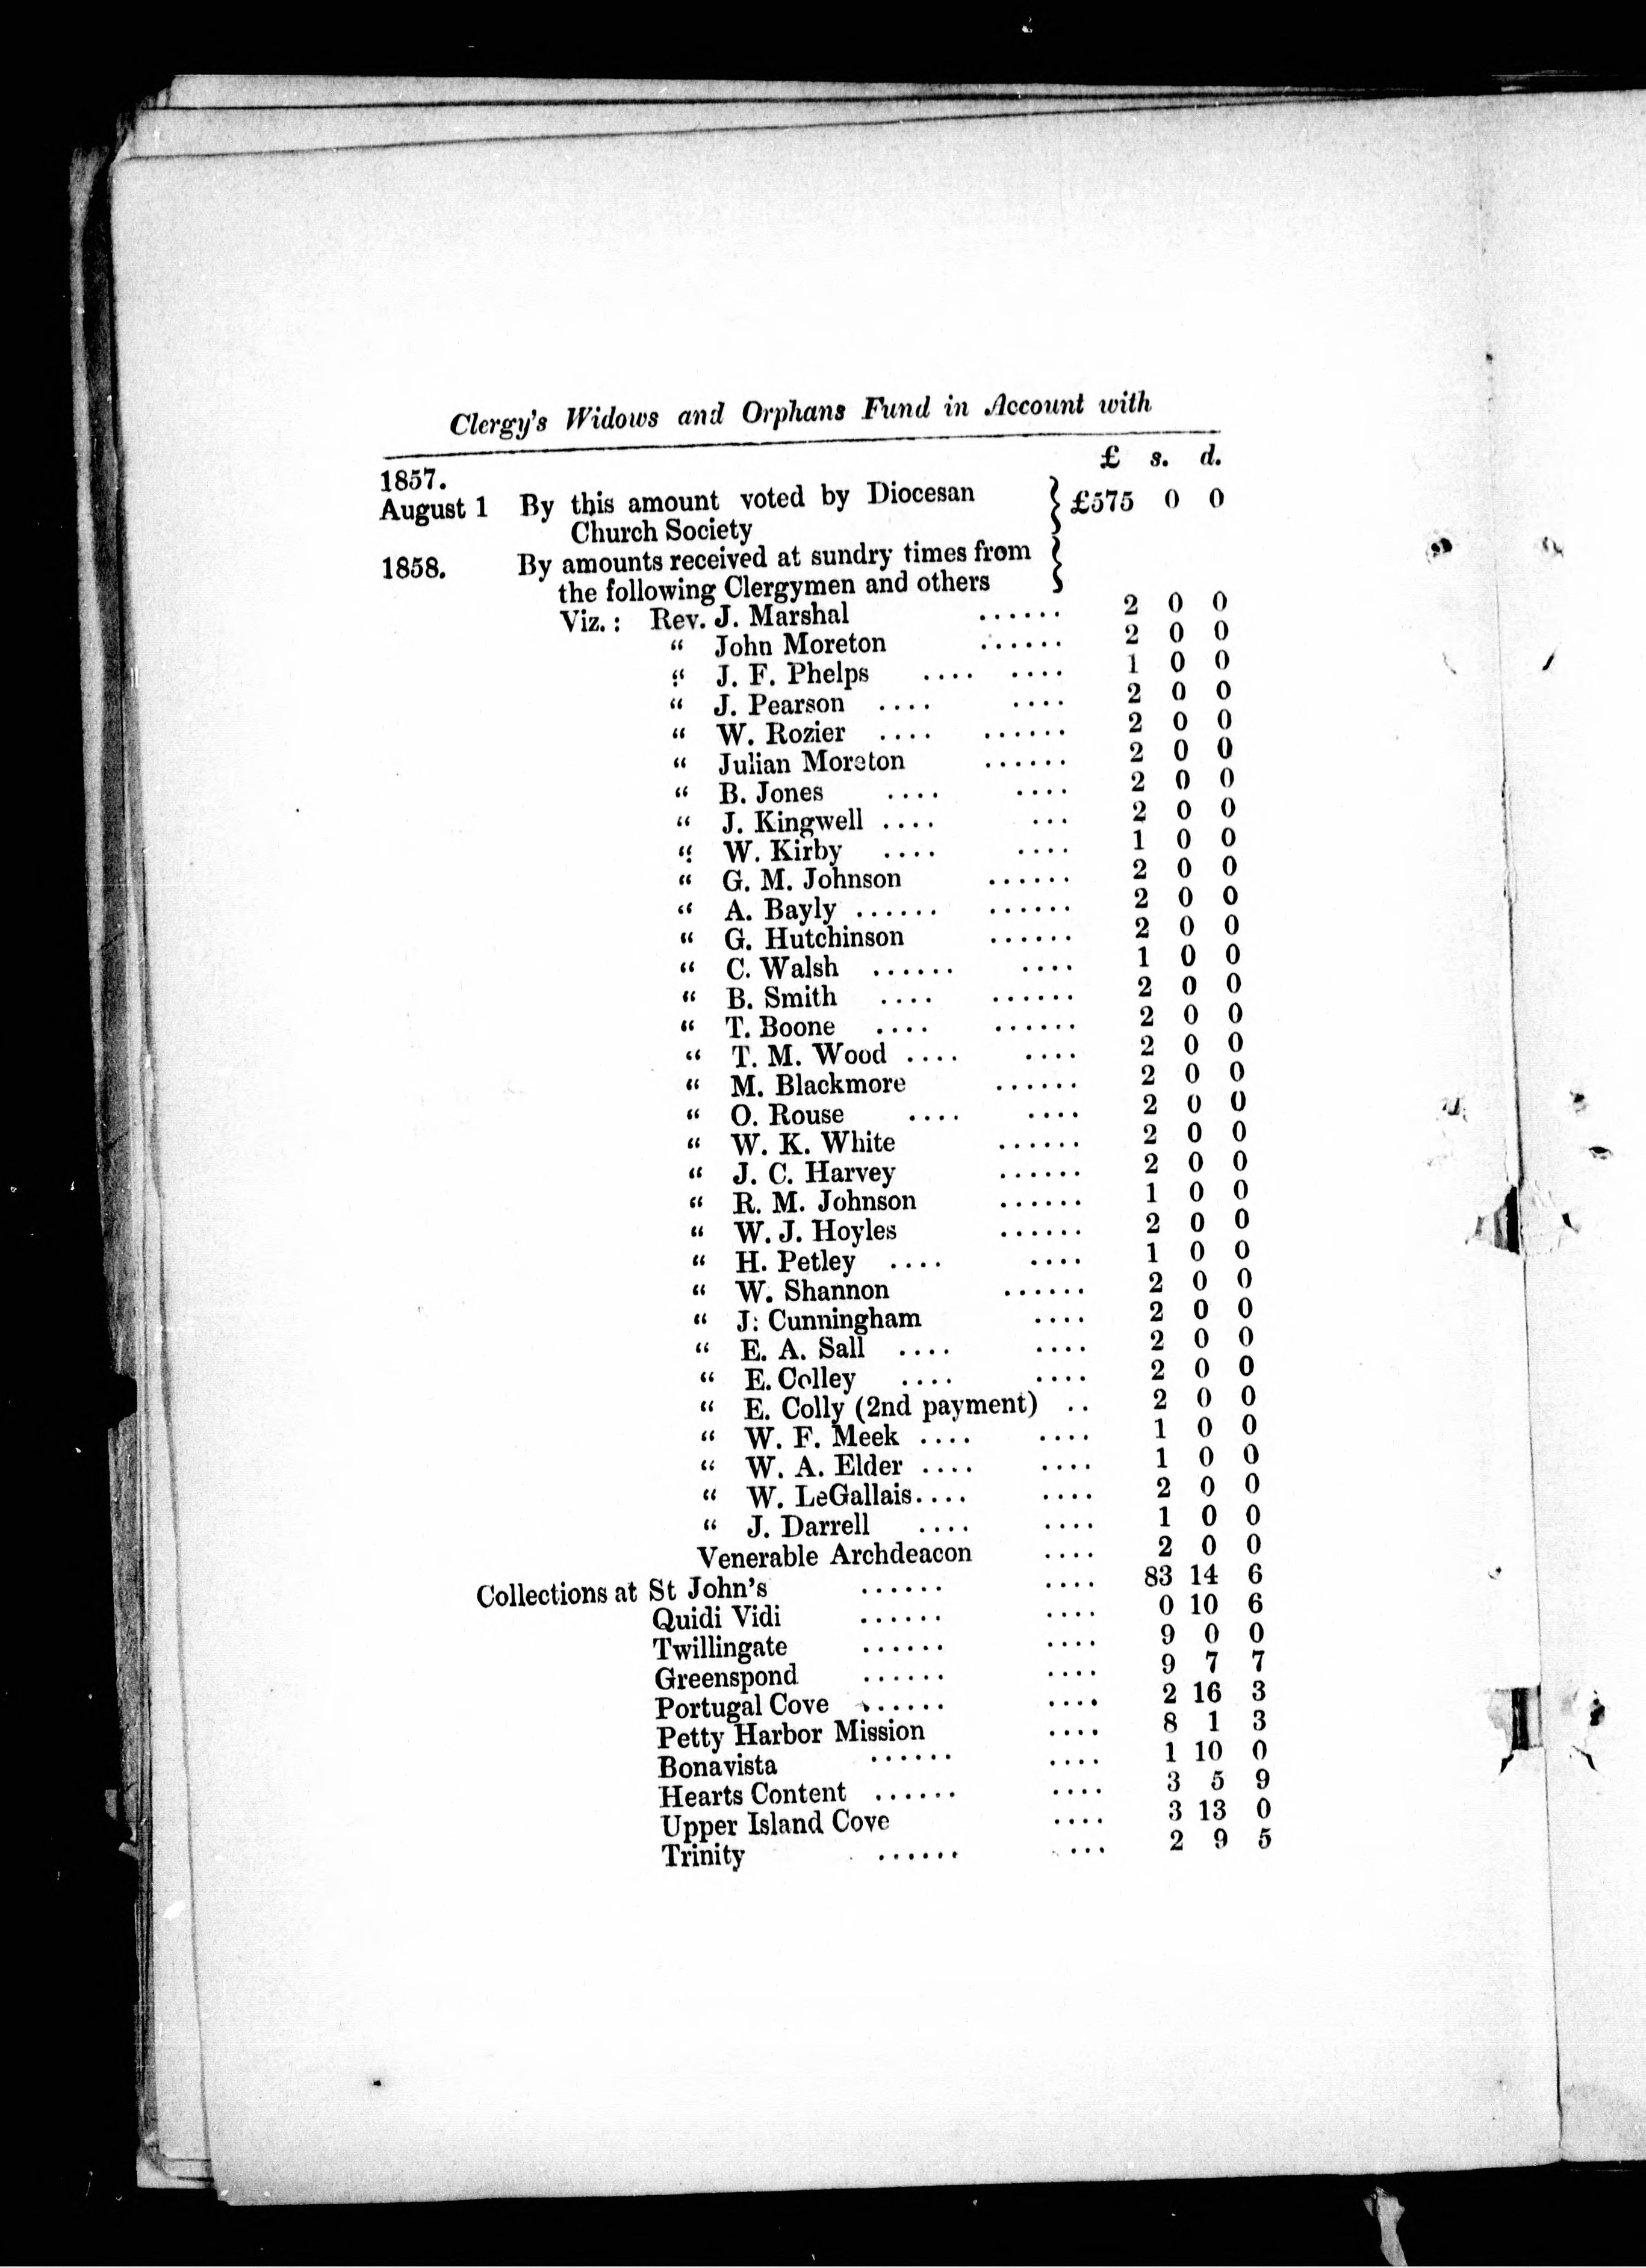 Clergy's Widows and Orphans Fund in Account with
£ s. d.
1857.
August 1 By this amount voted by Diocesan } £575 0 0
Church Society
1858. By amounts received at sundry times from }
the following Clergymen and others
Viz.: Rev. J. Marshal ...... 2 0 0
“ John Moreton ...... 2 0 0
“ J. F. Phelps .... .... 1 0 0
“ J. Pearson .... .... 2 0 0
“ W. Rozier .... ...... 2 0 0
“ Julian Moreton ...... 2 0 0
“ B. Jones .... .... 2 0 0
“ J. Kingwell .... ... 2 0 0
“ W. Kirby .... .... 1 0 0
“ G. M. Johnson ...... 2 0 0
“ A. Bayly ...... ...... 2 0 0
“ G. Hutchinson ...... 2 0 0
“ C. Walsh ...... .... 1 0 0
“ B. Smith .... ...... 2 0 0
“ T. Boone .... ...... 2 0 0
“ T. M. Wood .... .... 2 0 0
“ M. Blackmore ...... 2 0 0
“ O. Rouse .... .... 2 0 0
“ W. K. White ...... 2 0 0
“ J. C. Harvey ...... 2 0 0
“ R. M. Johnson ...... 1 0 0
“ W. J. Hoyles ...... 2 0 0
“ H. Petley .... .... 1 0 0
“ W. Shannon ...... 2 0 0
“ J: Cunningham .... 2 0 0
“ E. A. Sall .... .... 2 0 0
“ E. Colley .... .... 2 0 0
“ E. Colly (2nd payment) .. 2 0 0
“ W. F. Meek .... .... 1 0 0
“ W. A. Elder .... .... 1 0 0
“ W. LeGallais.... .... 2 0 0
“ J. Darrell .... .... 1 0 0
Venerable Archdeacon .... 2 0 0
Collections at St John's ...... .... 83 14 6
Quidi Vidi ...... .... 0 10 6
Twillingate ...... .... 9 0 0
Greenspond ...... .... 9 7 7
Portugal Cove ...... .... 2 16 3
Petty Harbor Mission .... 8 1 3
Bonavista ...... .... 1 10 0
Hearts Content ...... .... 3 5 9
Upper Island Cove .... 3 13 0
Trinity ...... ... 2 9 5